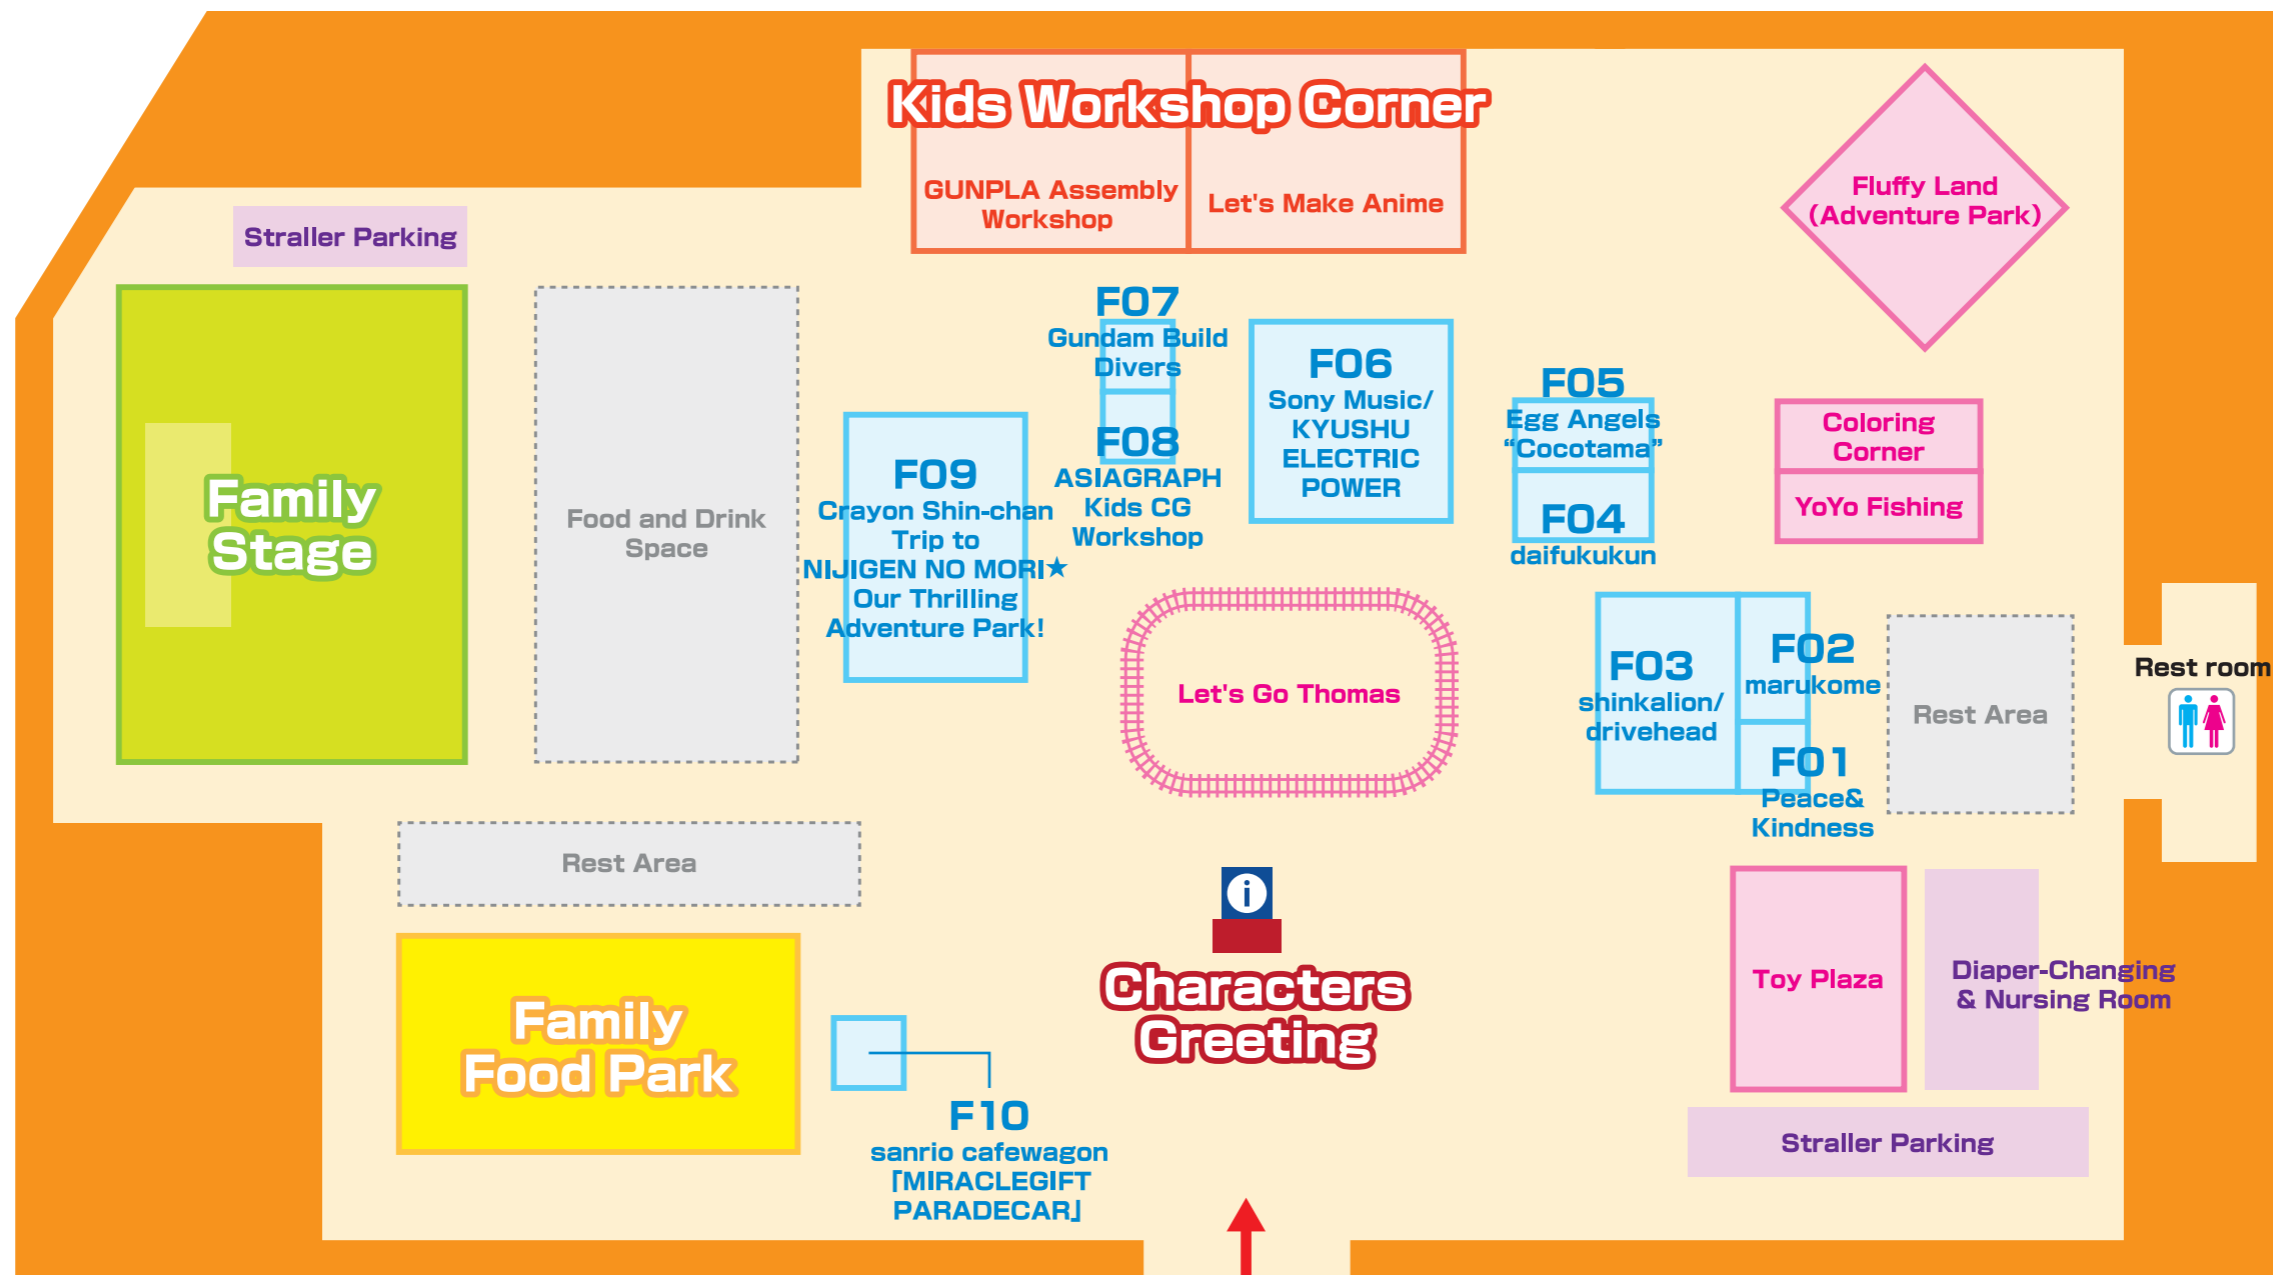 Kids Workshop Corner
GUNPLA Assembly
Workshop
Let's Make Anime
Fluffy Land
(Adventure Park)
Straller Parking
Family
Stage
Food and Drink
Space
F07
Gundam Build
Divers
F08
ASIAGRAPH
Kids CG
Workshop
F09
Crayon Shin-chan
Trip to
NIJIGEN NO MORI★
Our Thrilling
Adventure Park!
F06
Sony Music/
KYUSHU
ELECTRIC
POWER
F05
Egg Angels
“Cocotama”
F04
daifukukun
Coloring
Corner
YoYo Fishing
Let's Go Thomas
F03
shinkalion/
drivehead
F02
marukome
F01
Peace&
Kindness
Rest Area
Rest room
Rest Area
i
Characters
Greeting
Family
Food Park
F10
sanrio cafewagon
「MIRACLEGIFT
PARADECAR」
Toy Plaza
Diaper-Changing
& Nursing Room
Straller Parking